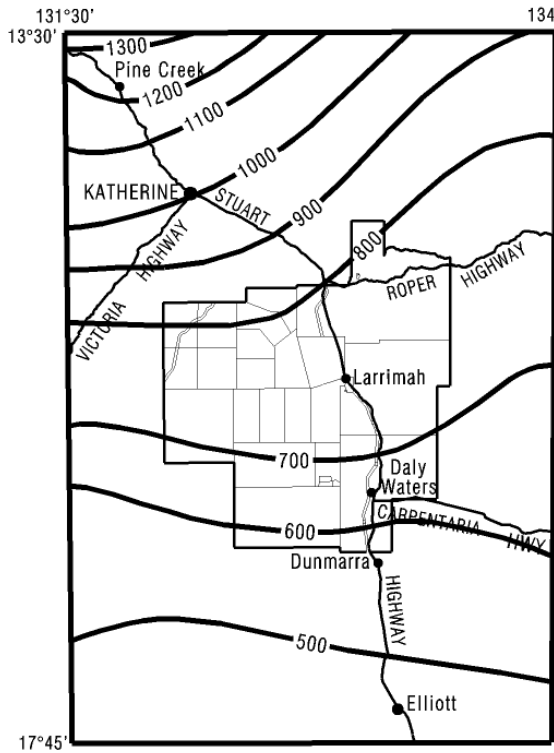 131°30'
134
13°30'
1300
Pine Creek
1200
1100
1000
KATHERINE
STUART
900
HIGHWAY
800
ROPER
HIGHWAY
VICTORIA
Larrimah
700
Daly
Waters
CARPENTARIA
600
HWY
Dunmarra
HIGHWAY
500
Elliott
17°45'